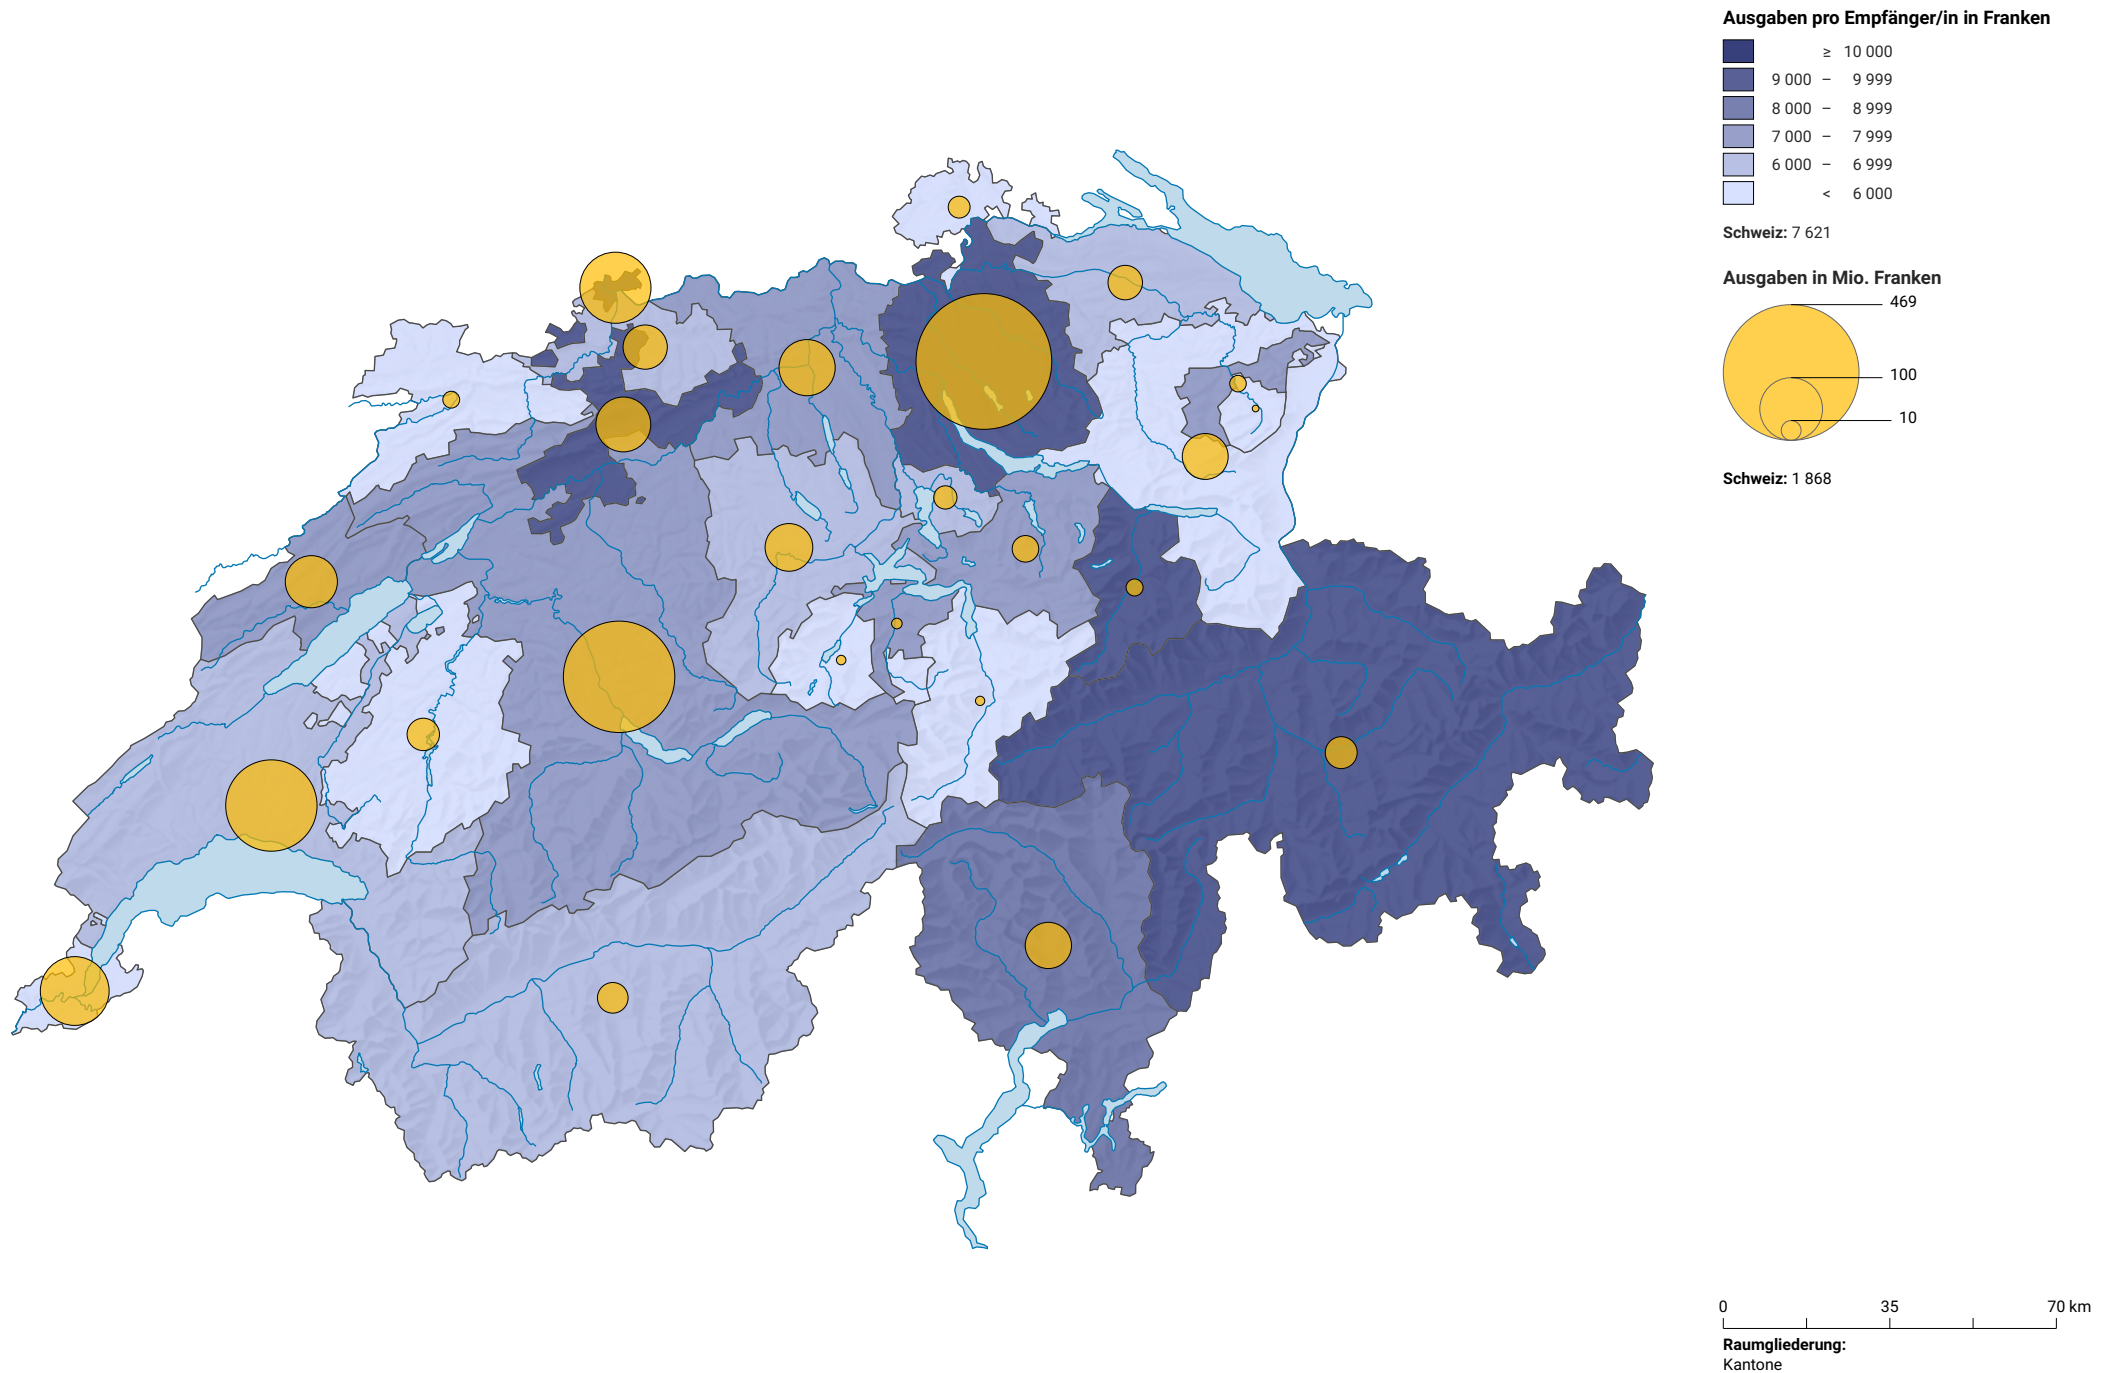 Ausgaben pro Empfänger/in in Franken
≥ 10 000
9 000 – 9 999
8 000 – 8 999
7 000 – 7 999
6 000 – 6 999
< 6 000
Schweiz: 7 621
Ausgaben in Mio. Franken
469
100
10
Schweiz: 1 868
0 35 70 km
Raumgliederung:
Kantone